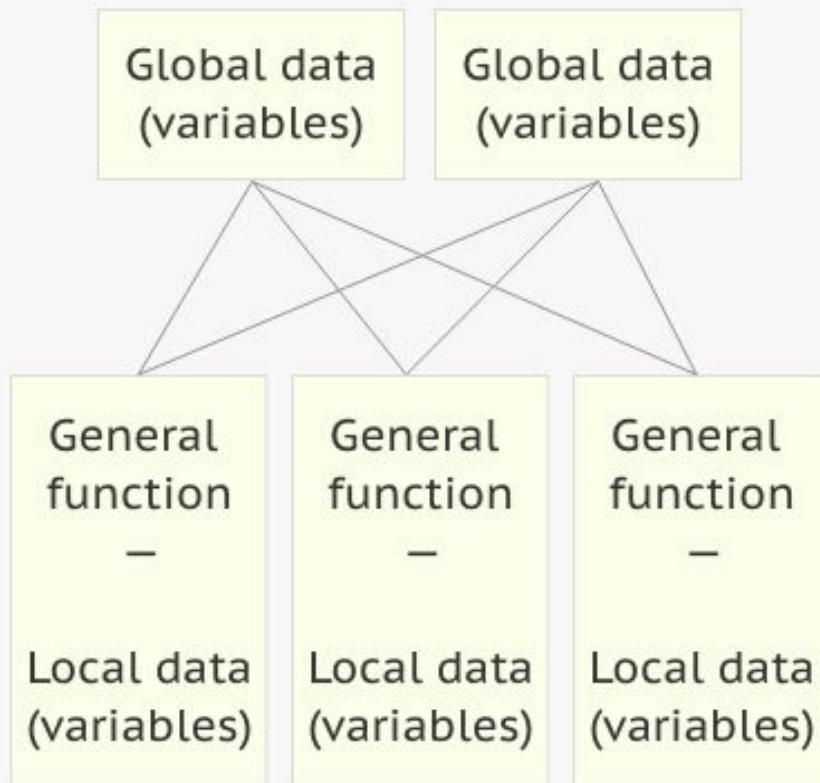 Global data
(variables)
Global data
(variables)
General
function
–
Local data
(variables)
General
function
–
Local data
(variables)
General
function
–
Local data
(variables)